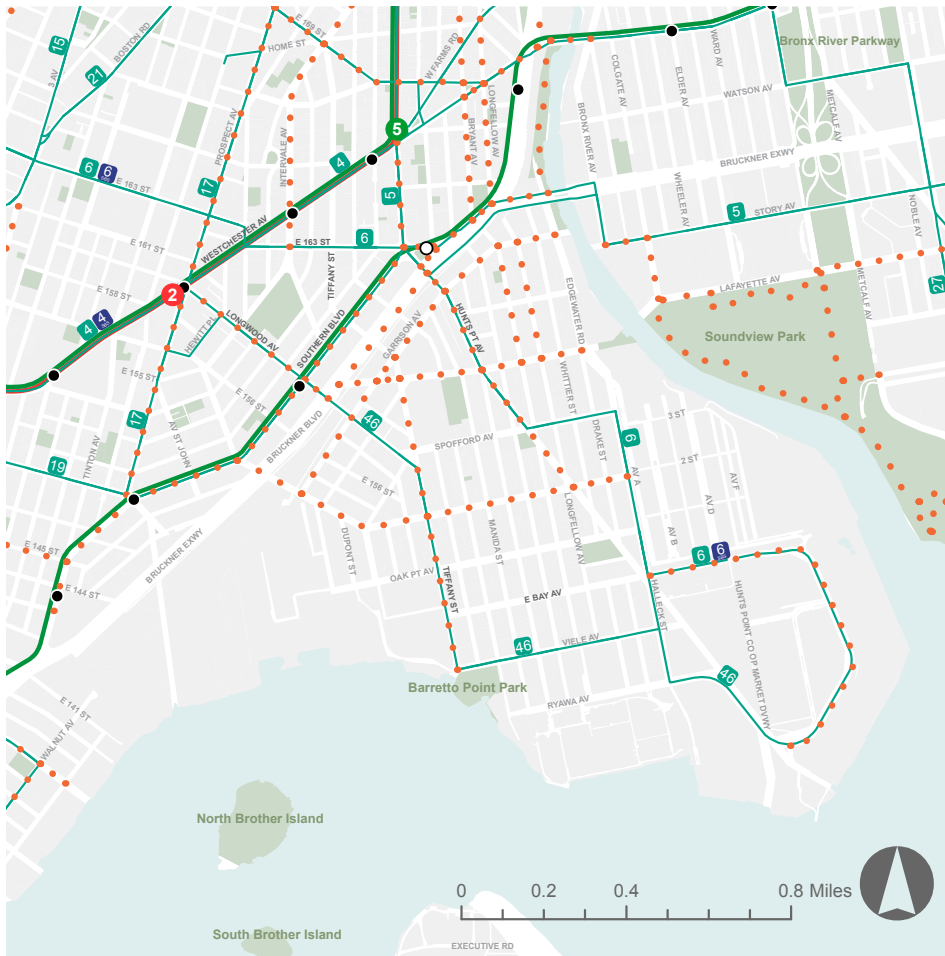 E 169 ST
HOME ST
BOSTON RD
15
3 AV
21
W FARMS RD
WARD AV
Bronx River Parkway
COLGATE AV
ELDER AV
WATSON AV
METCALF AV
LONGFELLOW AV
BRYANT AV
BRONX RIVER AV
PROSPECT AV
INTERVALE AV
5
4
BRUCKNER EXWY
6
6
E 163 ST
17
5
WHEELER AV
5
STORY AV
NOBLE AV
WESTCHESTER AV
E 161 ST
E 163 ST
6
TIFFANY ST
LAFAYETTE AV
METCALF AV
27
E 158 ST
2
4
4
HEWITT PL
LONGWOOD AV
SOUTHERN BLVD
GARRISON AV
HUNTS PT AV
EDGEWATER RD
Soundview Park
E 155 ST
E 156 ST
WHITTIER ST
17
46
BRUCKNER BLVD
AV ST JOHN
TINTON AV
19
SPOFFORD AV
DRAKE ST
6
3 ST
2 ST
AV A
AV F
AV D
AV B
E 156 ST
MANIDA ST
LONGFELLOW AV
DUPONT ST
BRUCKNER EXWY
E 145 ST
E 144 ST
OAK PT AV
TIFFANY ST
E BAY AV
6
6
HALLECK ST
HUNTS POINT CO OP MARKET DVWY
46
VIELE AV
46
Barretto Point Park
RYAWA AV
E 141 ST
WALNUT AV
North Brother Island
0
0.2
0.4
0.8 Miles
South Brother Island
EXECUTIVE RD